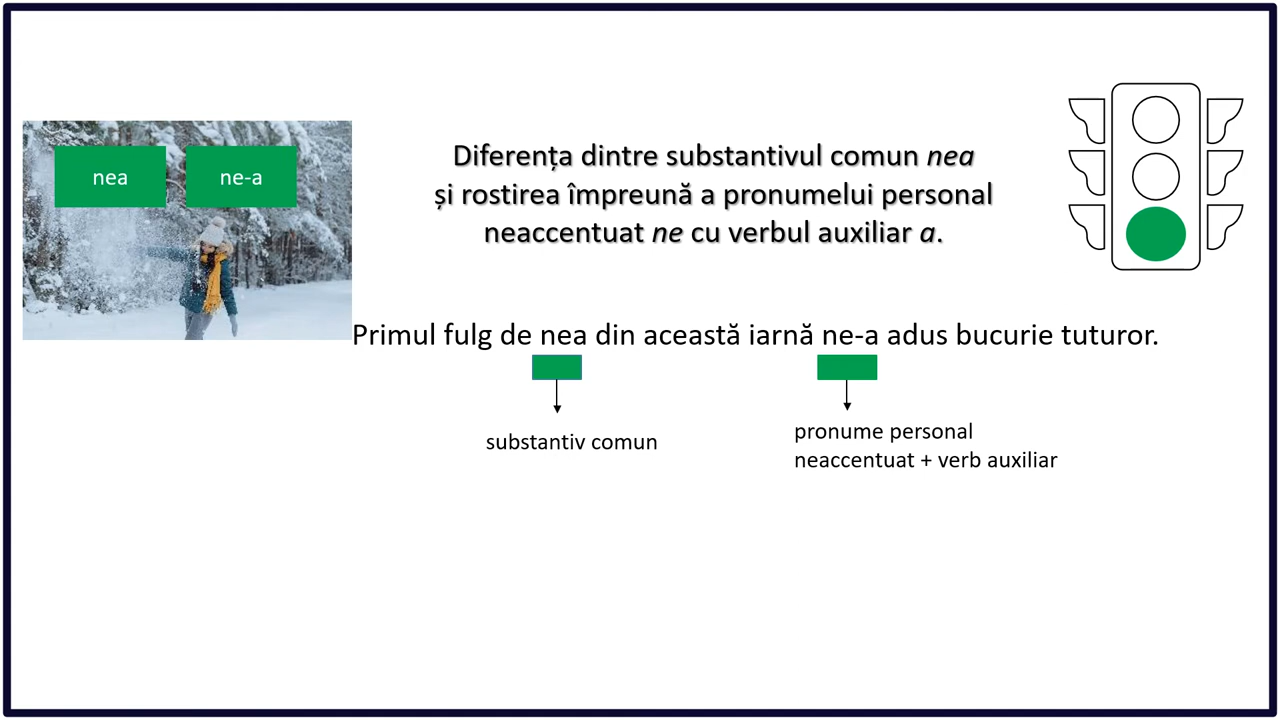 nea
ne-a
Diferența dintre substantivul comun nea
și rostirea împreună a pronumelui personal
neaccentuat ne cu verbul auxiliar a.
Primul fulg de nea din această iarnă ne-a adus bucurie tuturor.
substantiv comun
pronume personal
neaccentuat + verb auxiliar